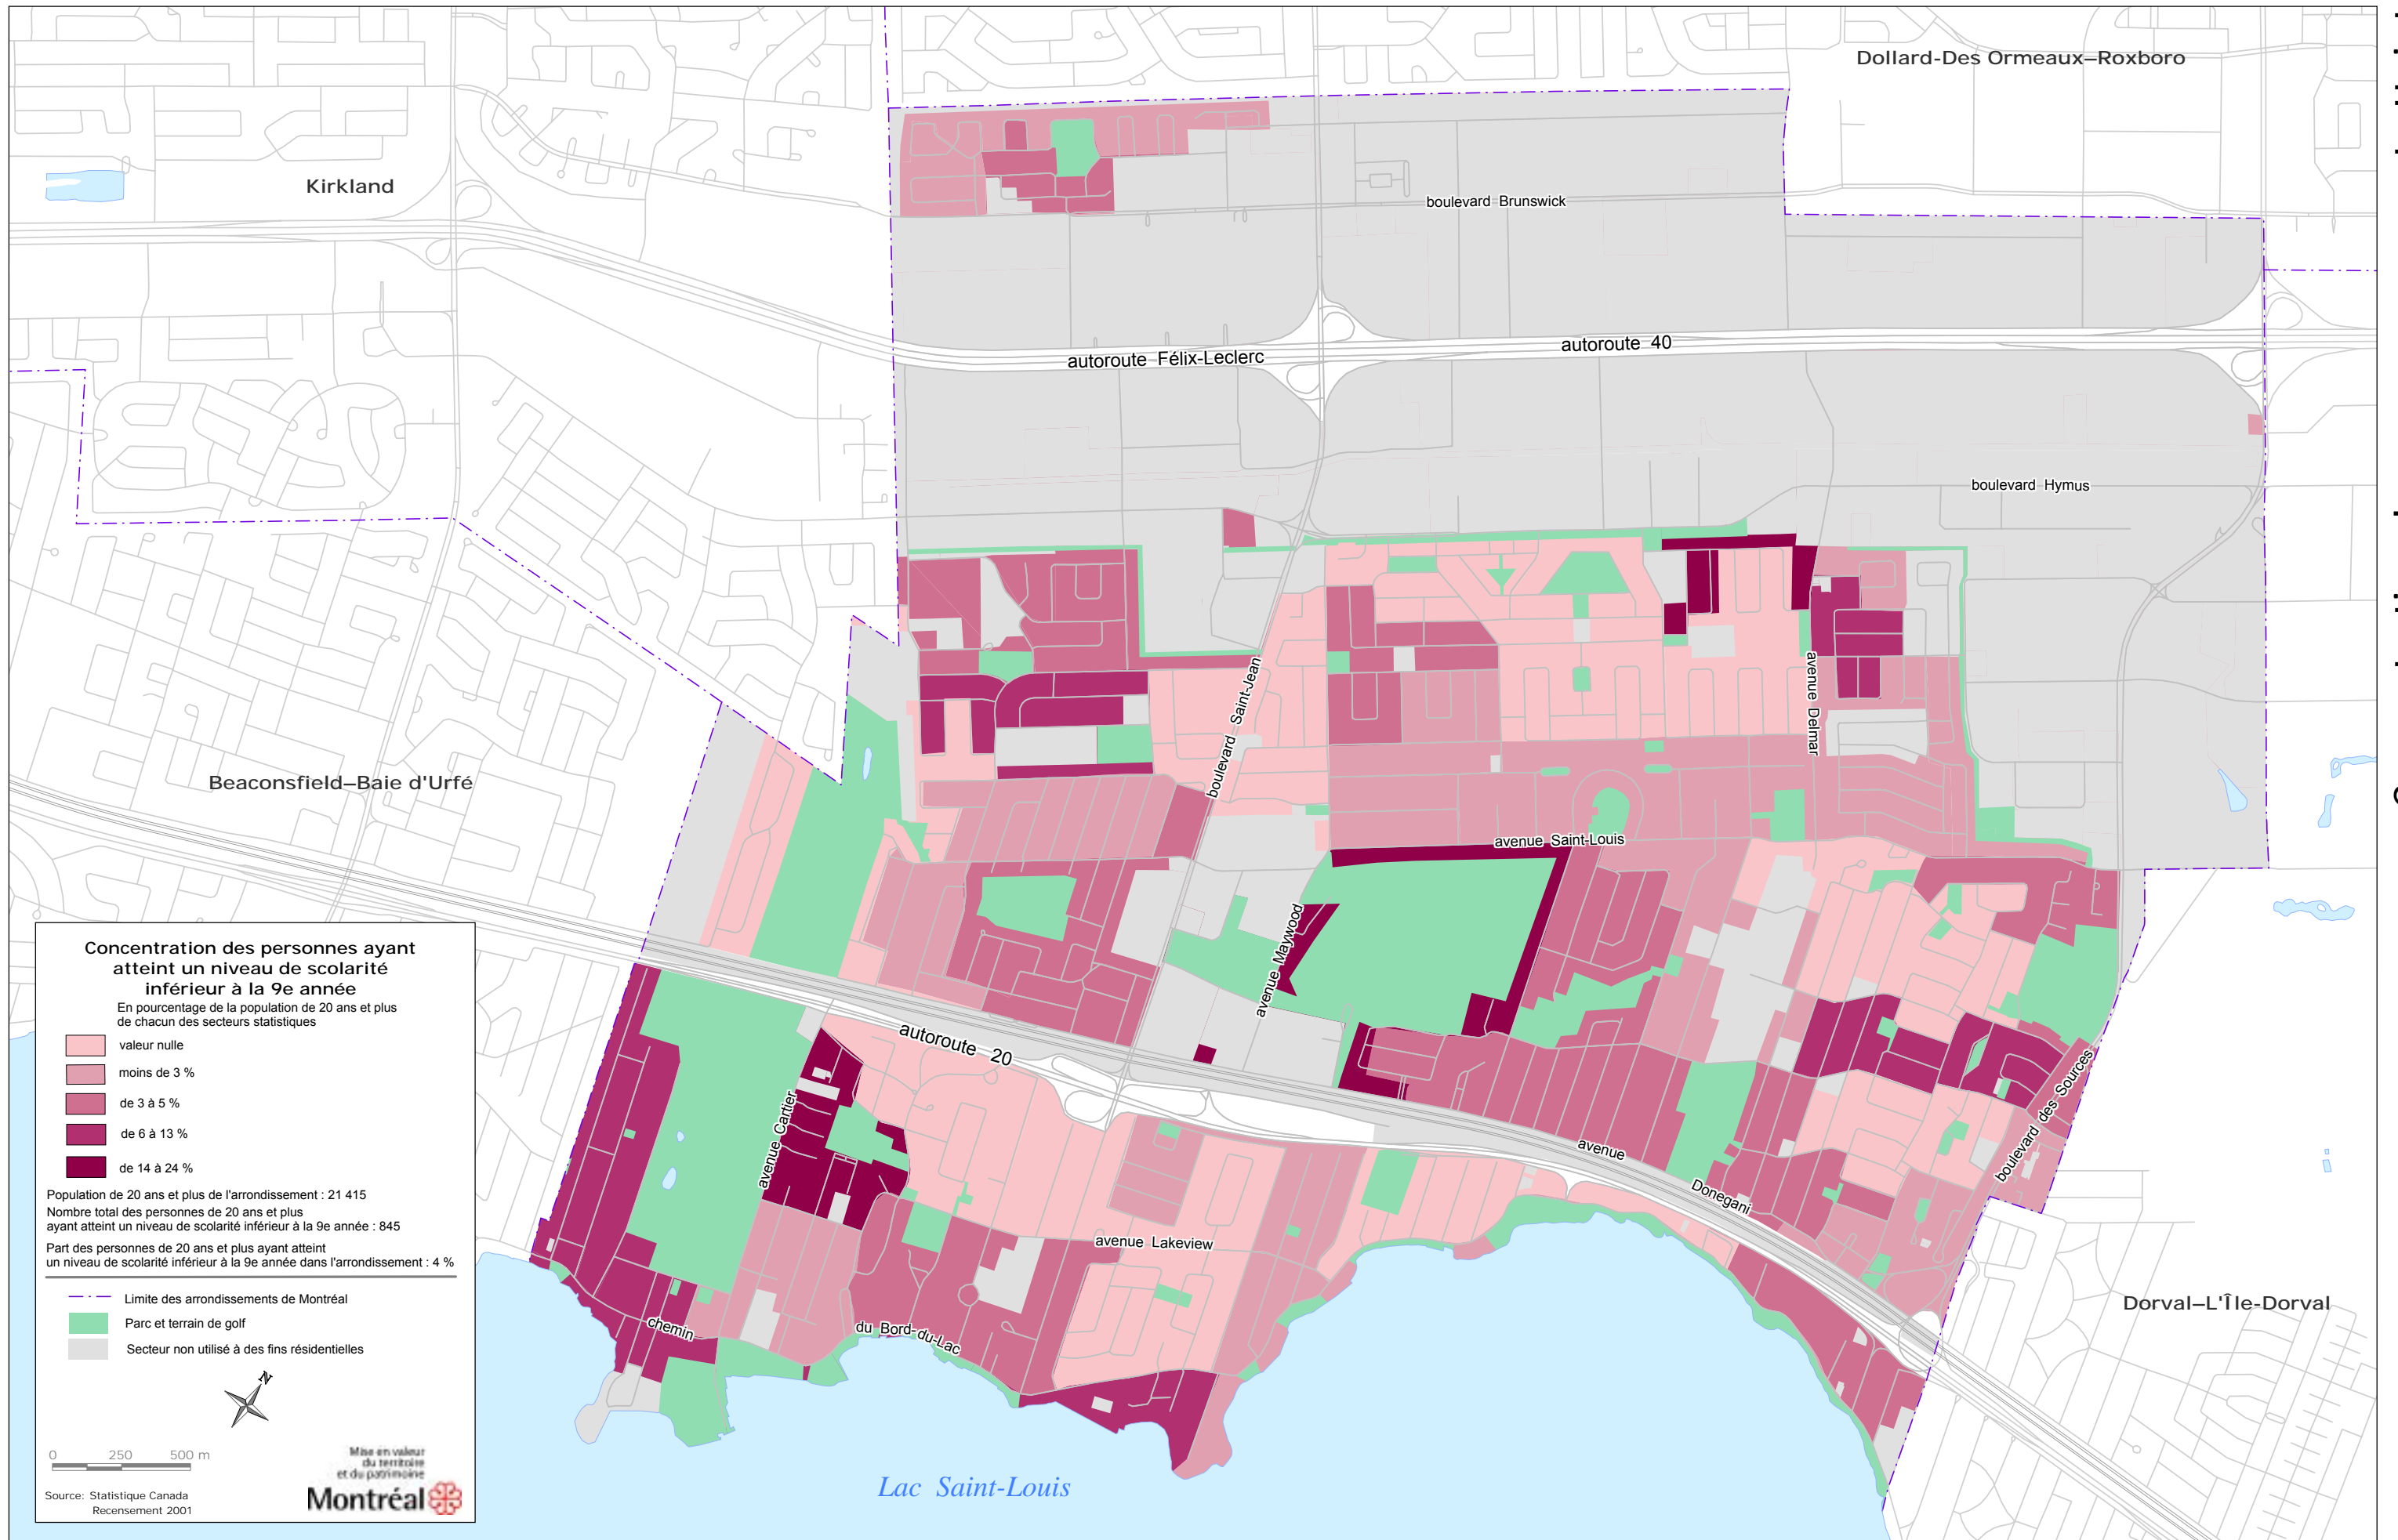 Dollard-Des Ormeaux–Roxboro
Kirkland
boulevard Brunswick
autoroute Félix-Leclerc
autoroute 40
boulevard Hymus
boulevard Saint-Jean
avenue Delmar
Beaconsfield–Baie d'Urfé
avenue Saint-Louis
avenue Maywood
autoroute 20
avenue Cartier
avenue Donegani
boulevard des Sources
avenue Lakeview
chemin du Bord-du-Lac
Dorval–L'Île-Dorval
Lac Saint-Louis
Concentration des personnes ayant
atteint un niveau de scolarité
inférieur à la 9e année
En pourcentage de la population de 20 ans et plus
de chacun des secteurs statistiques
valeur nulle
moins de 3 %
de 3 à 5 %
de 6 à 13 %
de 14 à 24 %
Population de 20 ans et plus de l'arrondissement : 21 415
Nombre total des personnes de 20 ans et plus
ayant atteint un niveau de scolarité inférieur à la 9e année : 845
Part des personnes de 20 ans et plus ayant atteint
un niveau de scolarité inférieur à la 9e année dans l'arrondissement : 4 %
Limite des arrondissements de Montréal
Parc et terrain de golf
Secteur non utilisé à des fins résidentielles
N
0 250 500 m
Mise en valeur
du territoire
et du patrimoine
Montréal
Source: Statistique Canada
Recensement 2001